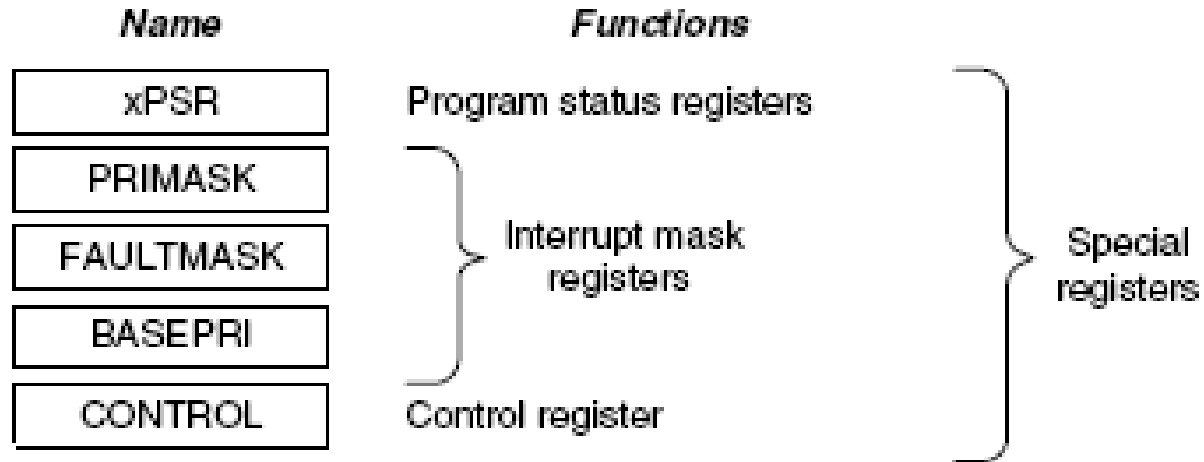 Name Functions
xPSR Program status registers
PRIMASK
FAULTMASK
BASEPRI
Interrupt mask
registers
Special
registers
CONTROL Control register